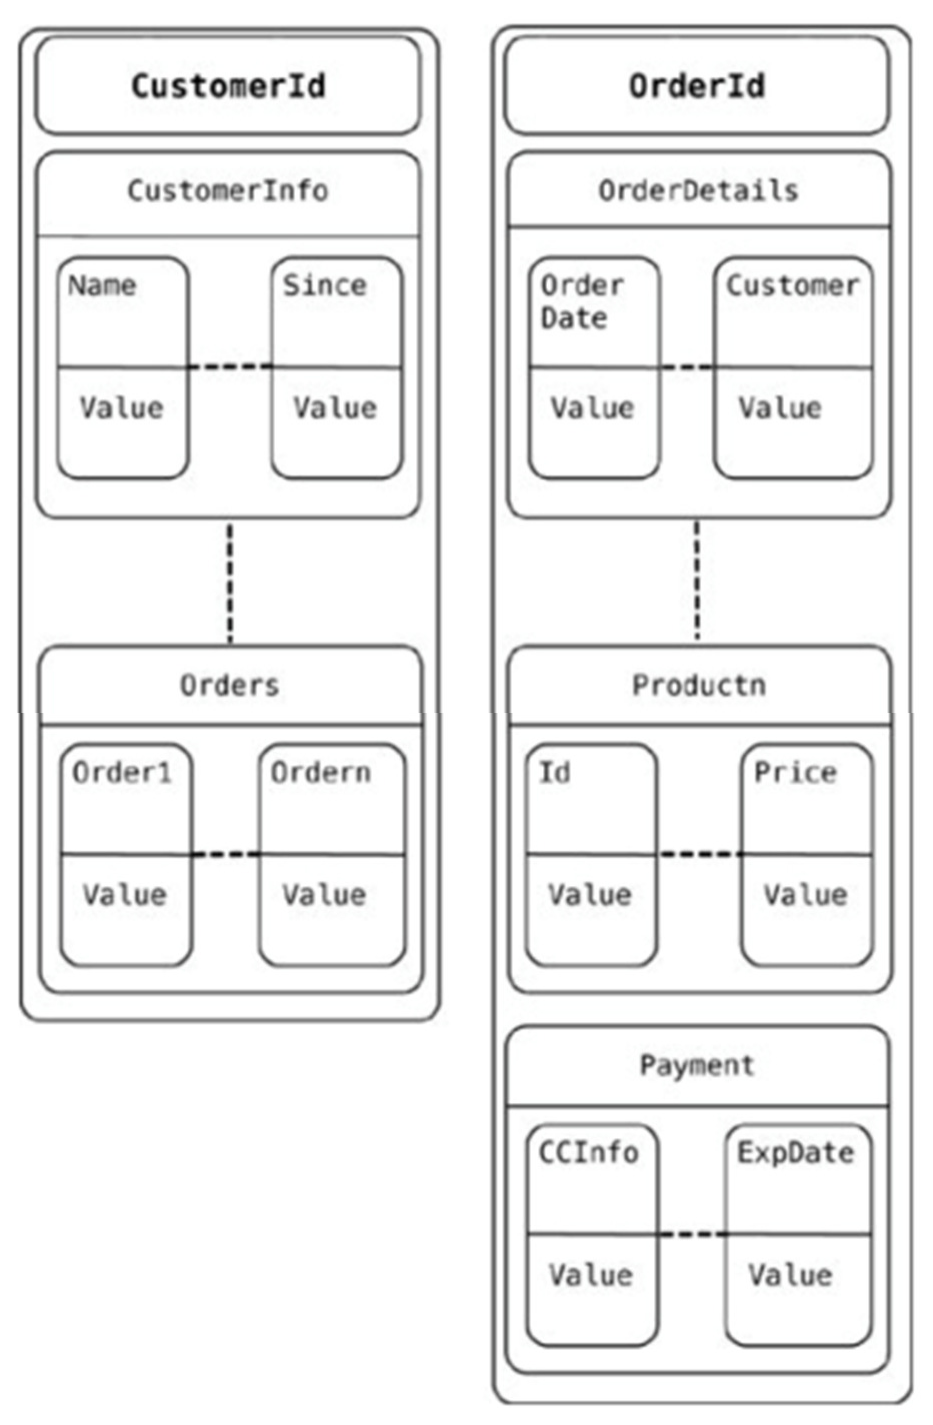 CustomerId
CustomerInfo
Name
Since
Value
Value
Orders
Order1
Ordern
Value
Value
OrderId
OrderDetails
Order
Date
Customer
Value
Value
Productn
Id
Price
Value
Value
Payment
CCInfo
ExpDate
Value
Value